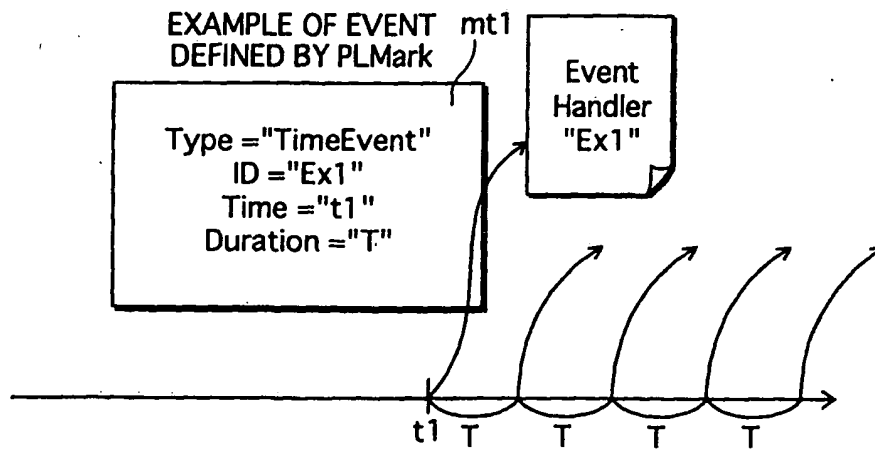 EXAMPLE OF EVENT mt1
DEFINED BY PLMark
Type ="TimeEvent"
ID ="Ex1"
Time ="t1"
Duration ="T"
Event
Handler
"Ex1"
t1 T T T T